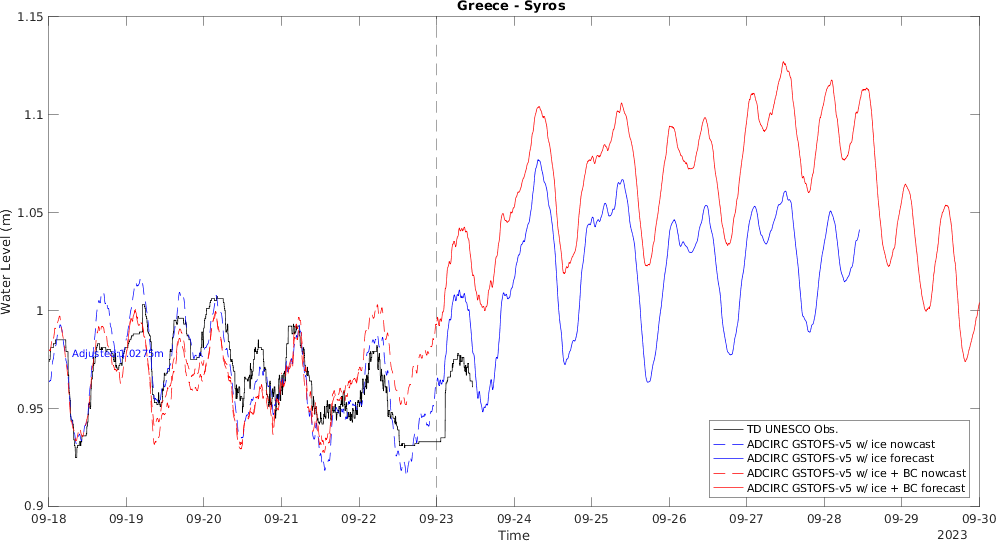 Greece - Syros
1.15
1.1
1.05
1
0.95
0.9
Water Level (m)
Adjusted 1.0275m
TD UNESCO Obs.
ADCIRC GSTOFS-v5 w/ ice nowcast
ADCIRC GSTOFS-v5 w/ ice forecast
ADCIRC GSTOFS-v5 w/ ice + BC nowcast
ADCIRC GSTOFS-v5 w/ ice + BC forecast
09-18 09-19 09-20 09-21 09-22 09-23 09-24 09-25 09-26 09-27 09-28 09-29 09-30
Time
2023